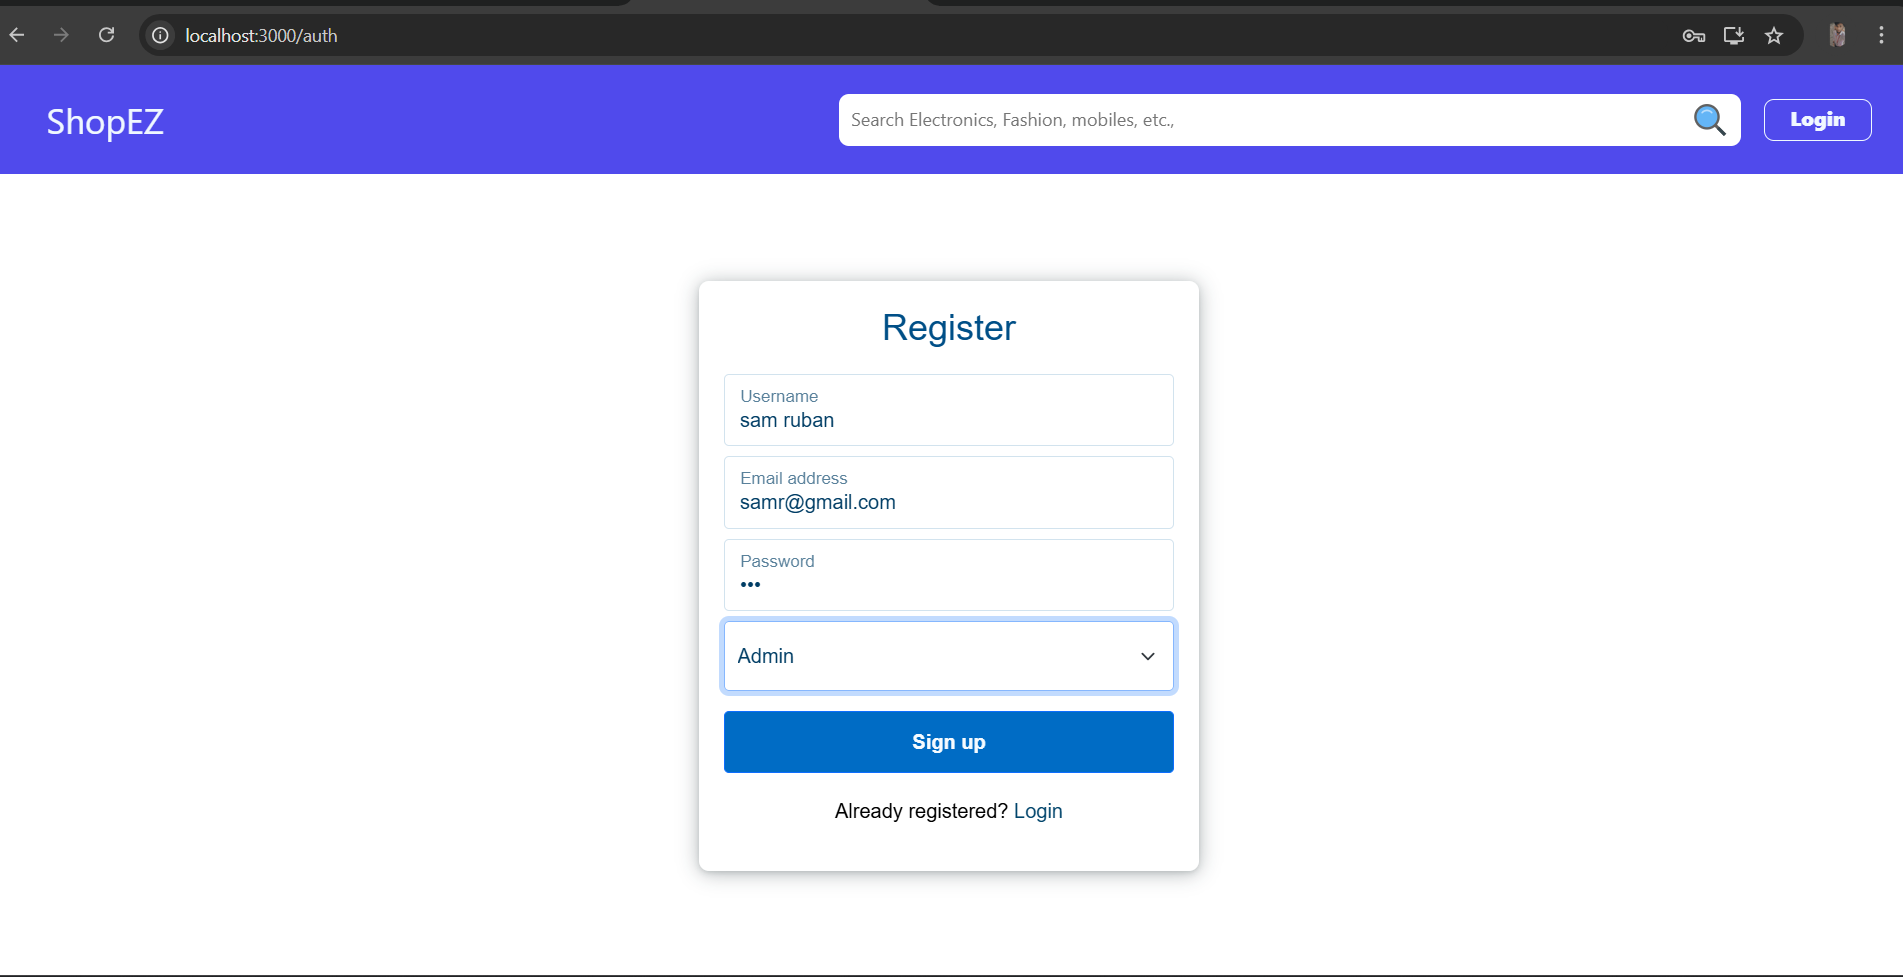 localhost:3000/auth
ShopEZ
Search Electronics, Fashion, mobiles, etc.,
Login
Register
Username
sam ruban
Email address
samr@gmail.com
Password
•••
Admin
Sign up
Already registered? Login